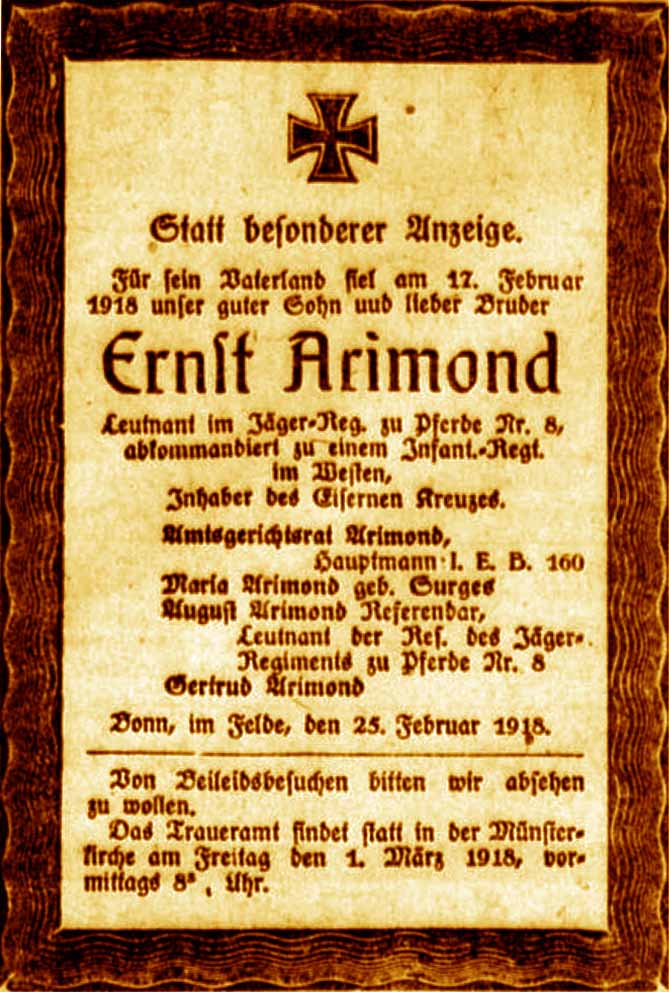 Statt besonderer Anzeige.
Für sein Vaterland fiel am 17. Februar
1918 unser guter Sohn uud lieber Bruder
Ernst Arimond
Leutnant im Jäger-Reg. zu Pferde Nr. 8,
abkommandiert zu einem Infant.-Regt.
im Westen,
Inhaber des Eisernen Kreuzes.
Amtsgerichtsrat Arimond,
Hauptmann I. E. B. 160
Maria Arimond geb. Surges
August Arimond Referendar,
Leutnant der Res. des Jäger-
Regiments zu Pferde Nr. 8
Gertrud Arimond
Bonn, im Felde, den 25. Februar 1918.
Von Beileidsbesuchen bitten wir absehen
zu wollen.
Das Traueramt findet statt in der Münster-
kirche am Freitag den 1. März 1918, vor-
mittags Uhr.